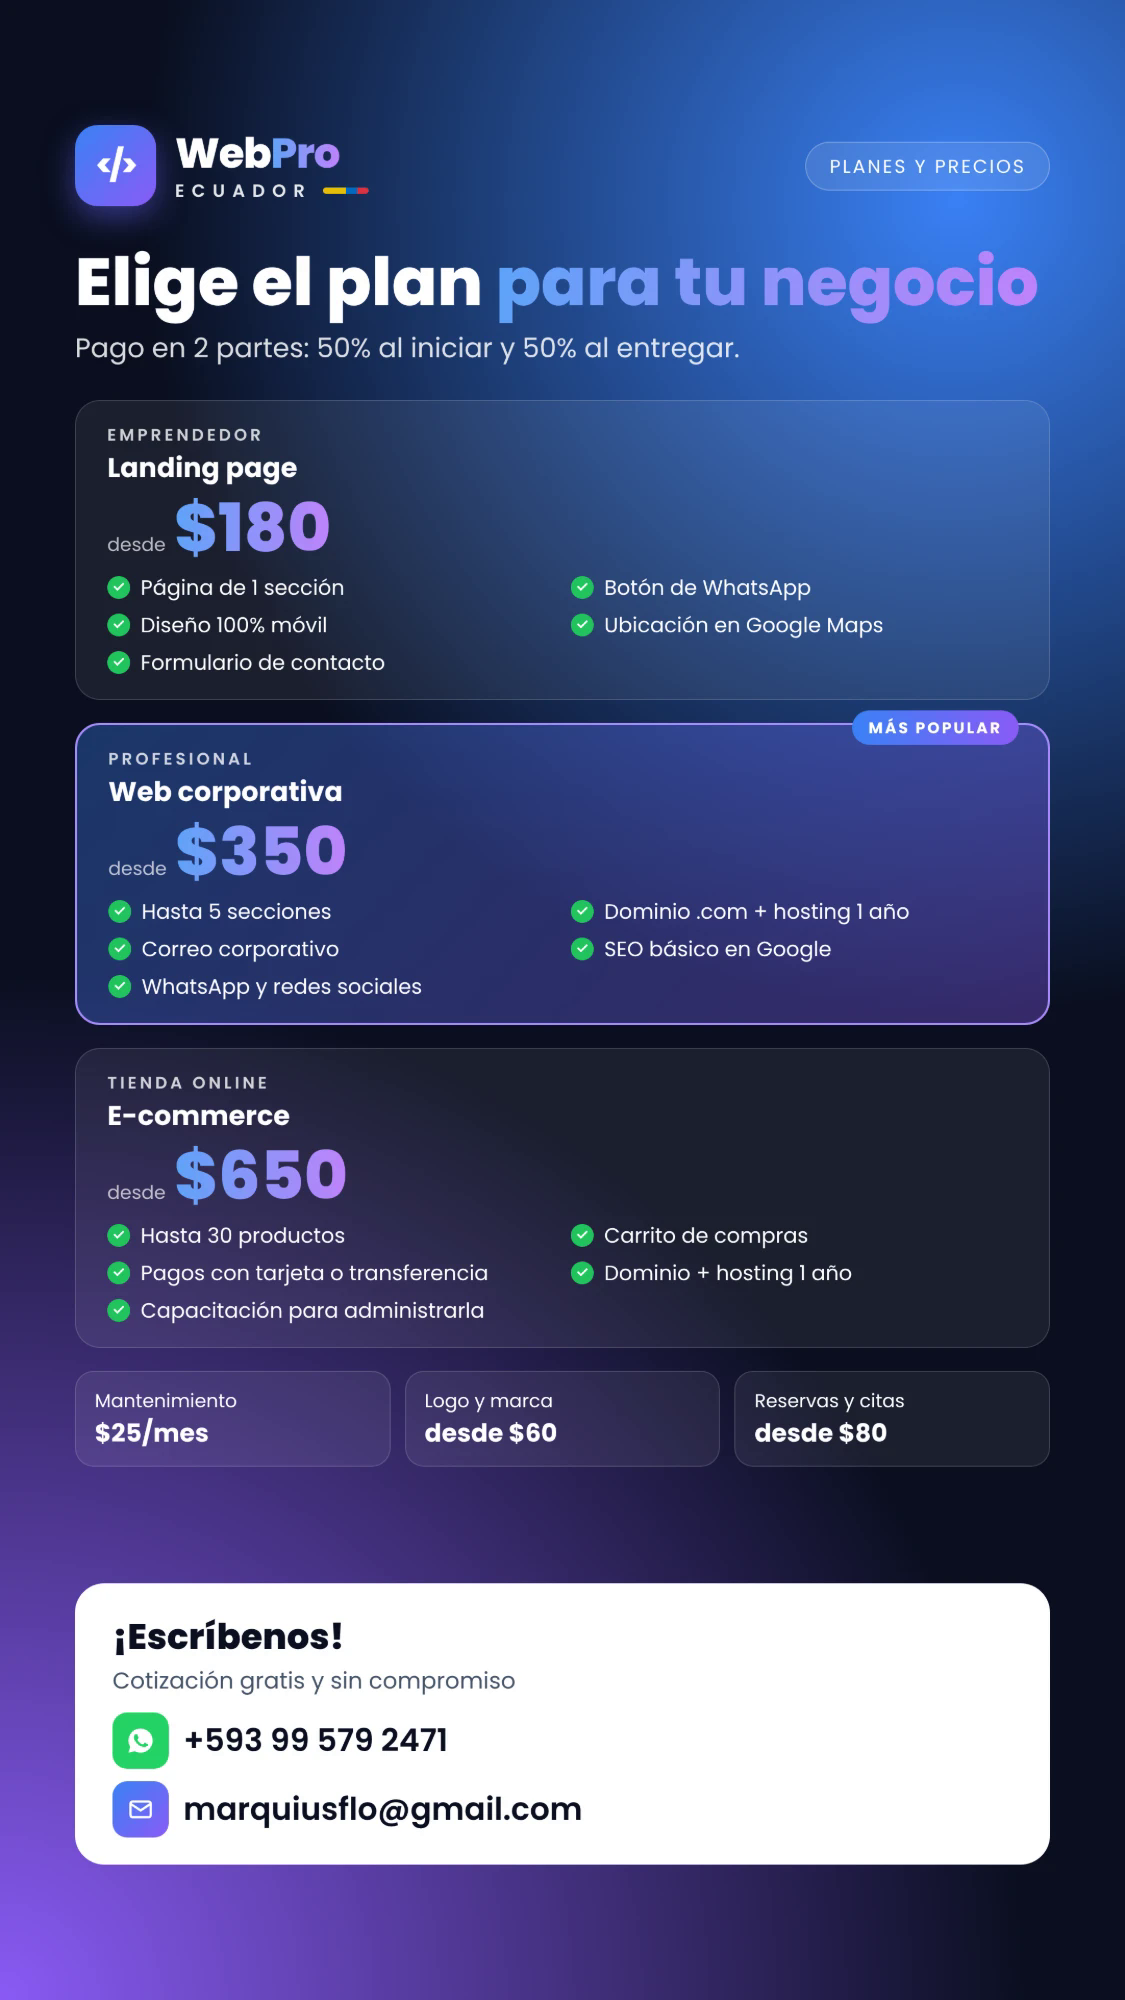 WebPro
ECUADOR
PLANES Y PRECIOS
Elige el plan para tu negocio
Pago en 2 partes: 50% al iniciar y 50% al entregar.
EMPRENDEDOR
Landing page
desde $180
Página de 1 sección
Botón de WhatsApp
Diseño 100% móvil
Ubicación en Google Maps
Formulario de contacto
MÁS POPULAR
PROFESIONAL
Web corporativa
desde $350
Hasta 5 secciones
Dominio .com + hosting 1 año
Correo corporativo
SEO básico en Google
WhatsApp y redes sociales
TIENDA ONLINE
E-commerce
desde $650
Hasta 30 productos
Carrito de compras
Pagos con tarjeta o transferencia
Dominio + hosting 1 año
Capacitación para administrarla
Mantenimiento
$25/mes
Logo y marca
desde $60
Reservas y citas
desde $80
¡Escríbenos!
Cotización gratis y sin compromiso
+593 99 579 2471
marquiusflo@gmail.com